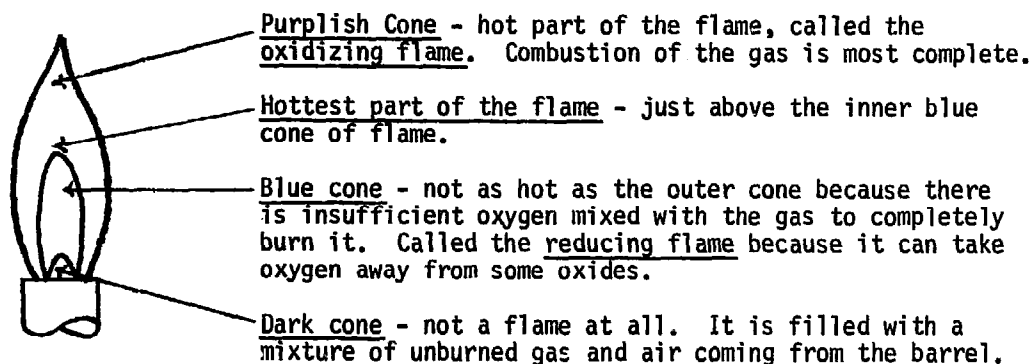 Purplish Cone - hot part of the flame, called the
oxidizing flame. Combustion of the gas is most complete.
Hottest part of the flame - just above the inner blue
cone of flame.
Blue cone - not as hot as the outer cone because there
is insufficient oxygen mixed with the gas to completely
burn it. Called the reducing flame because it can take
oxygen away from some oxides.
Dark cone - not a flame at all. It is filled with a
mixture of unburned gas and air coming from the barrel.